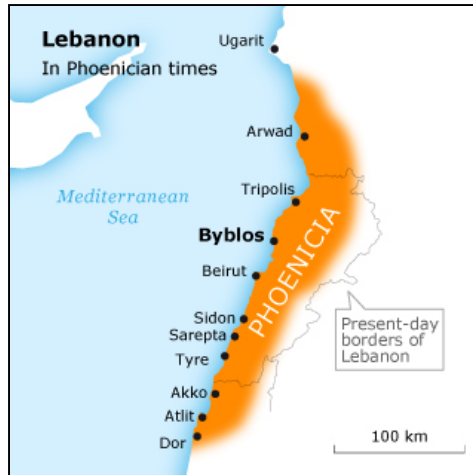 Lebanon
In Phoenician times
Ugarit
Arwad
Tripolis
Mediterranean
Sea
Byblos
PHOENICIA
Beirut
Sidon
Sarepta
Tyre
Present-day
borders of
Lebanon
Akko
Atlit
Dor
100 km